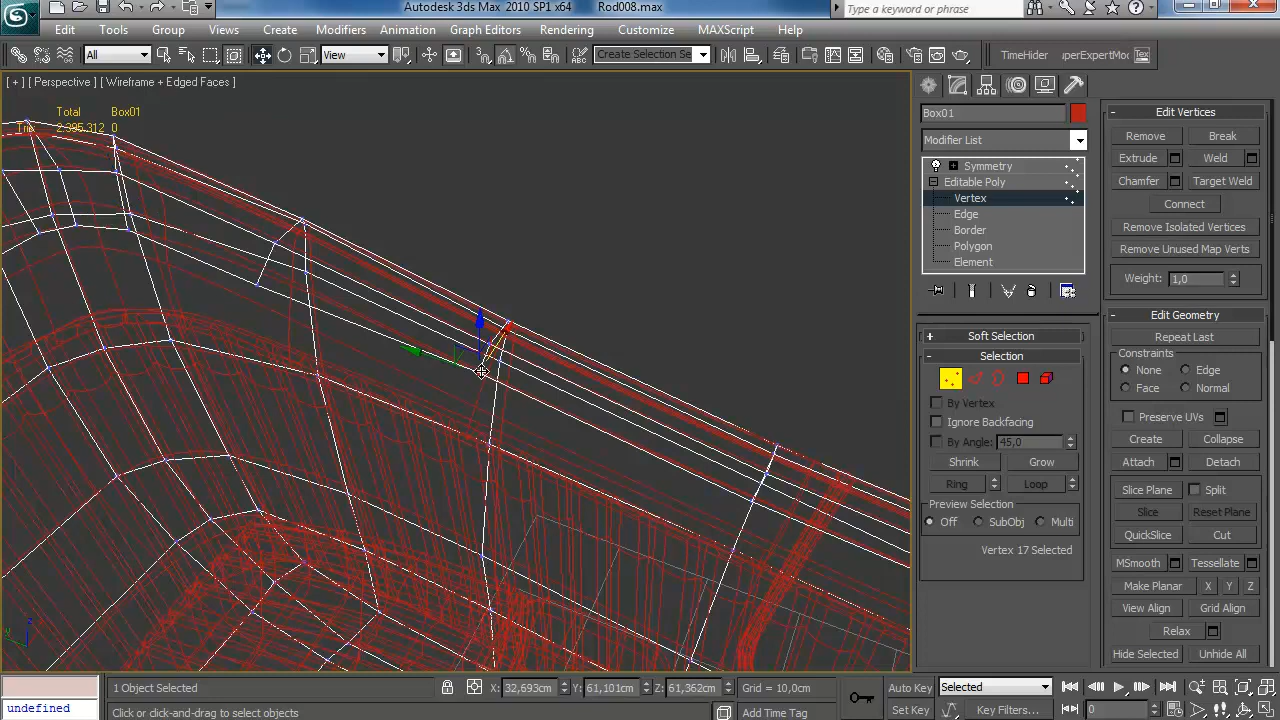 Autodesk 3ds Max 2010 SP1 x64 Rod008.max
Type a keyword or phrase
Edit Tools Group Views Create Modifiers Animation Graph Editors Rendering Customize MAXScript Help
All View Create Selection Se TimeHider uperExpertMod Tex
[ + ] [ Perspective ] [ Wireframe + Edged Faces ]
Total Box01
Tris: 2.395.312 0
Box01
Modifier List
Symmetry
Editable Poly
Vertex
Edge
Border
Polygon
Element
Soft Selection
Selection
By Vertex
Ignore Backfacing
By Angle: 45,0
Shrink Grow
Ring Loop
Preview Selection
Off SubObj Multi
Vertex 17 Selected
Edit Vertices
Remove Break
Extrude Weld
Chamfer Target Weld
Connect
Remove Isolated Vertices
Remove Unused Map Verts
Weight: 1,0
Edit Geometry
Repeat Last
Constraints
None Edge
Face Normal
Preserve UVs
Create Collapse
Attach Detach
Slice Plane Split
Slice Reset Plane
QuickSlice Cut
MSmooth Tessellate
Make Planar X Y Z
View Align Grid Align
Relax
Hide Selected Unhide All
1 Object Selected X: 32,693cm Y: 61,101cm Z: 61,362cm Grid = 10,0cm Auto Key Selected
undefined Click or click-and-drag to select objects Add Time Tag Set Key Key Filters... 0